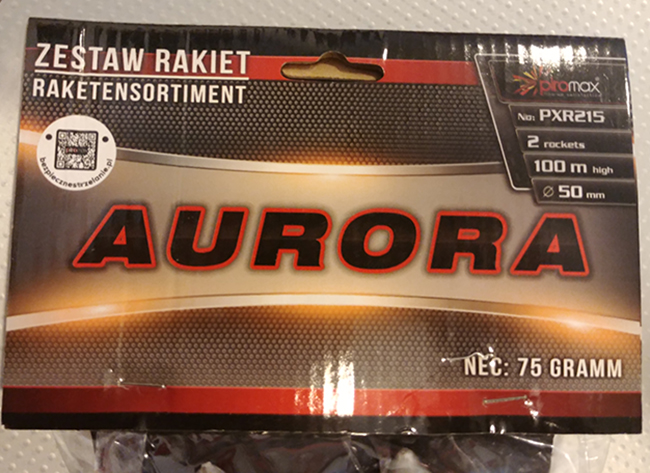 ZESTAW RAKIET
RAKETENSORTIMENT
bezpiecznestrzelanie.pl
piromax
No: PXR215
2 rockets
100 m high
Ø 50 mm
AURORA
NEC: 75 GRAMM